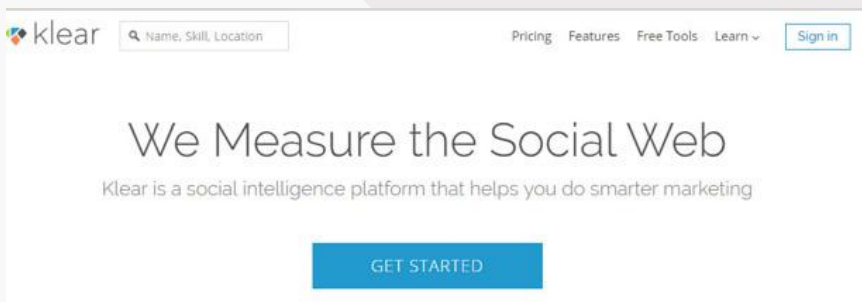 klear Name, Skill, Location Pricing Features Free Tools Learn Sign in
We Measure the Social Web
Klear is a social intelligence platform that helps you do smarter marketing
GET STARTED